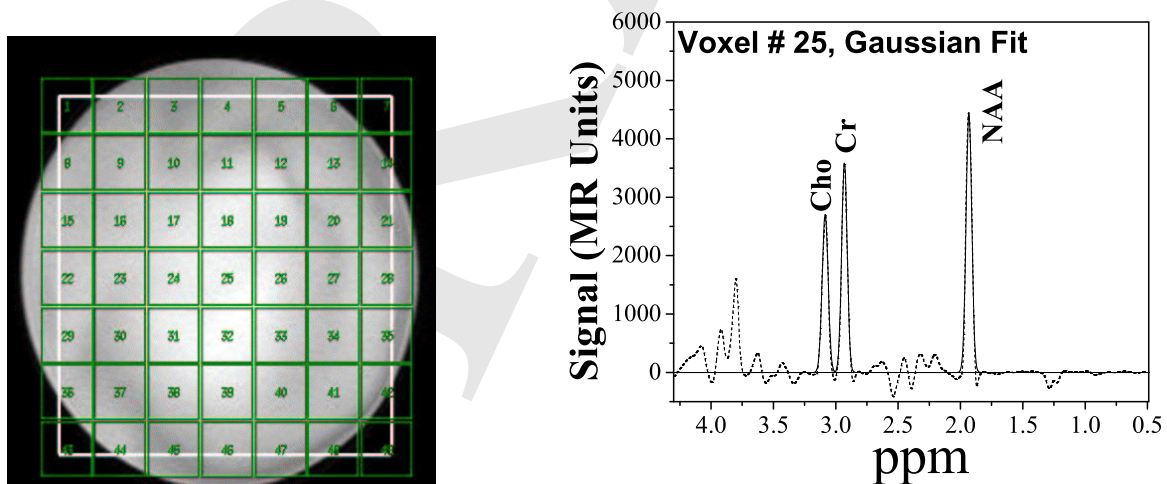 1 2 3 4 5 6 7
8 9 10 11 12 13 14
15 16 17 18 19 20 21
22 23 24 25 26 27 28
29 30 31 32 33 34 35
36 37 38 39 40 41 42
43 44 45 46 47 48 49
Voxel # 25, Gaussian Fit
Signal (MR Units)
6000
5000
4000
3000
2000
1000
0
Cho
Cr
NAA
4.0 3.5 3.0 2.5 2.0 1.5 1.0 0.5
ppm